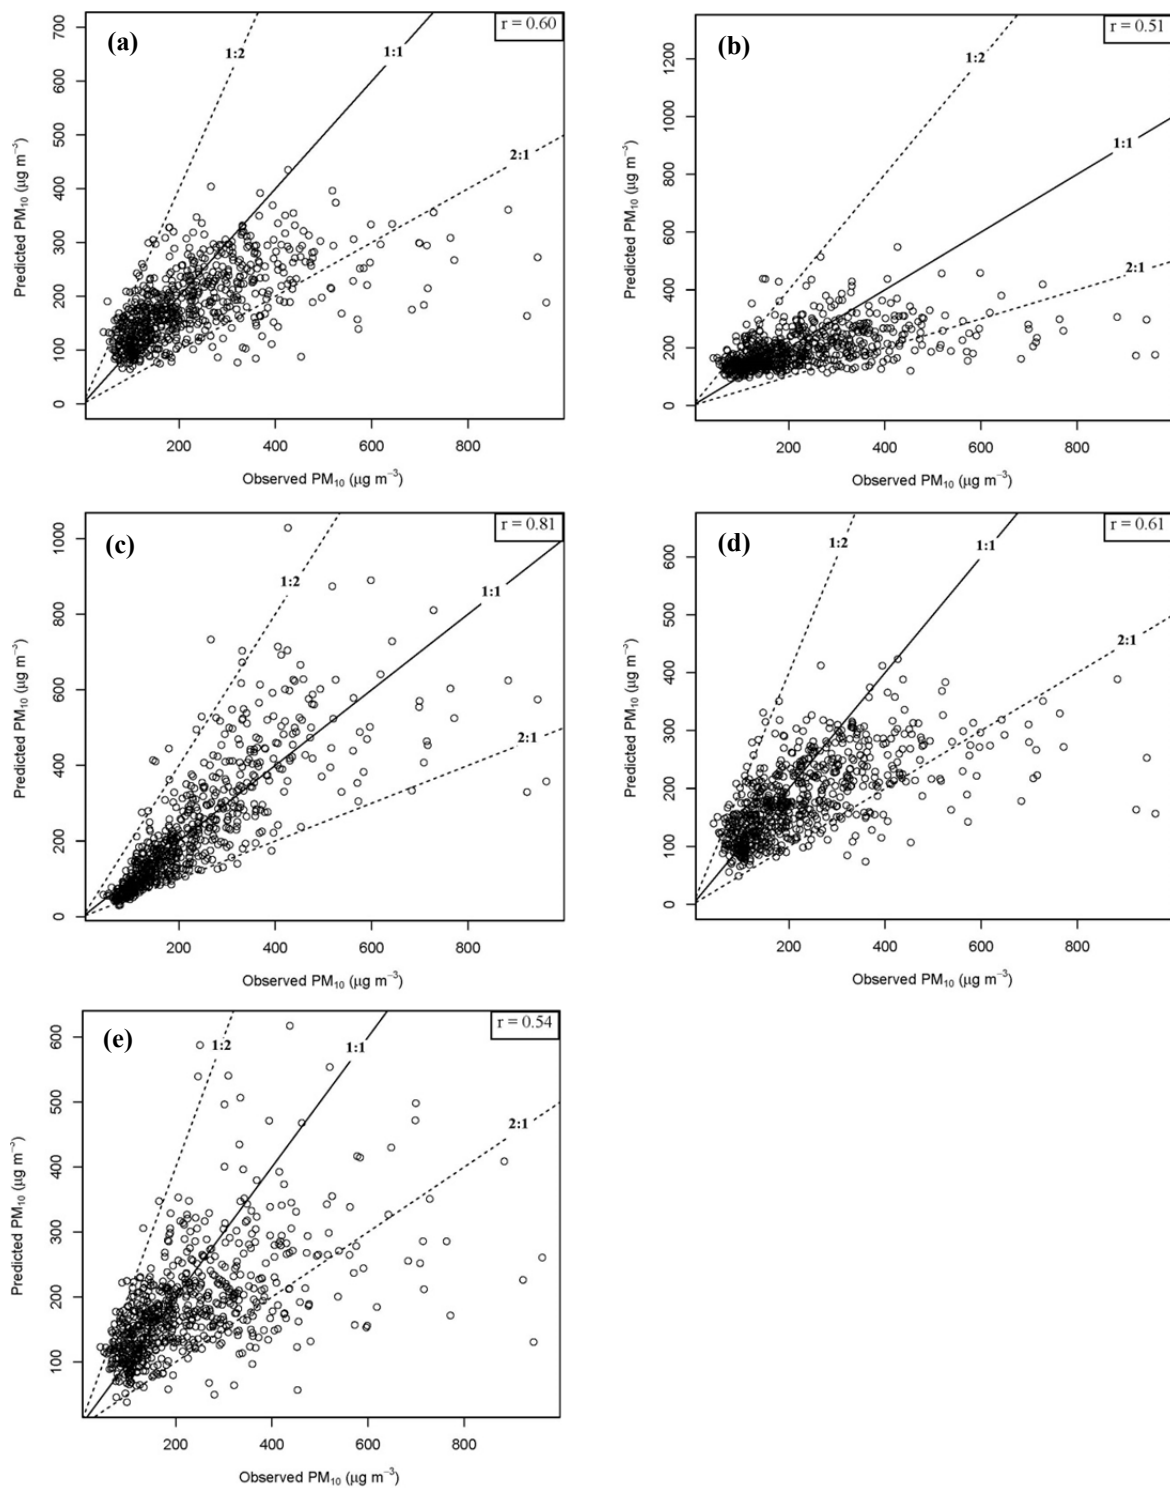 (a)
r = 0.60
1:2
1:1
2:1
700
600
500
400
300
200
100
0
Predicted PM₁₀ (µg m⁻³)
200 400 600 800
Observed PM₁₀ (µg m⁻³)
(b)
r = 0.51
1:2
1:1
2:1
1200
1000
800
600
400
200
0
Predicted PM₁₀ (µg m⁻³)
200 400 600 800
Observed PM₁₀ (µg m⁻³)
(c)
r = 0.81
1:2
1:1
2:1
1000
800
600
400
200
0
Predicted PM₁₀ (µg m⁻³)
200 400 600 800
Observed PM₁₀ (µg m⁻³)
(d)
r = 0.61
1:2
1:1
2:1
600
500
400
300
200
100
0
Predicted PM₁₀ (µg m⁻³)
200 400 600 800
Observed PM₁₀ (µg m⁻³)
(e)
r = 0.54
1:2
1:1
2:1
600
500
400
300
200
100
Predicted PM₁₀ (µg m⁻³)
200 400 600 800
Observed PM₁₀ (µg m⁻³)